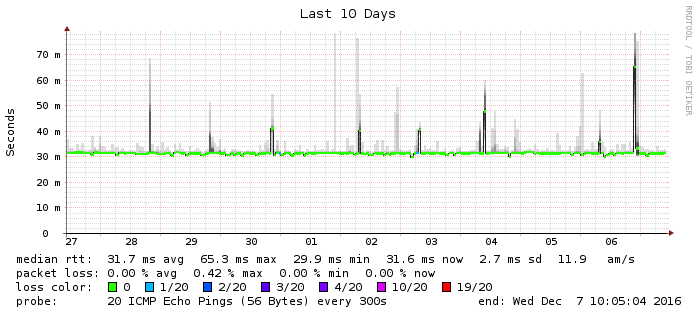 Last 10 Days
RRDTOOL / TOBI OETIKER
Seconds
70 m
60 m
50 m
40 m
30 m
20 m
10 m
0
27 28 29 30 01 02 03 04 05 06
median rtt: 31.7 ms avg 65.3 ms max 29.9 ms min 31.6 ms now 2.7 ms sd 11.9 am/s
packet loss: 0.00 % avg 0.42 % max 0.00 % min 0.00 % now
loss color: 0 1/20 2/20 3/20 4/20 10/20 19/20
probe: 20 ICMP Echo Pings (56 Bytes) every 300s end: Wed Dec 7 10:05:04 2016